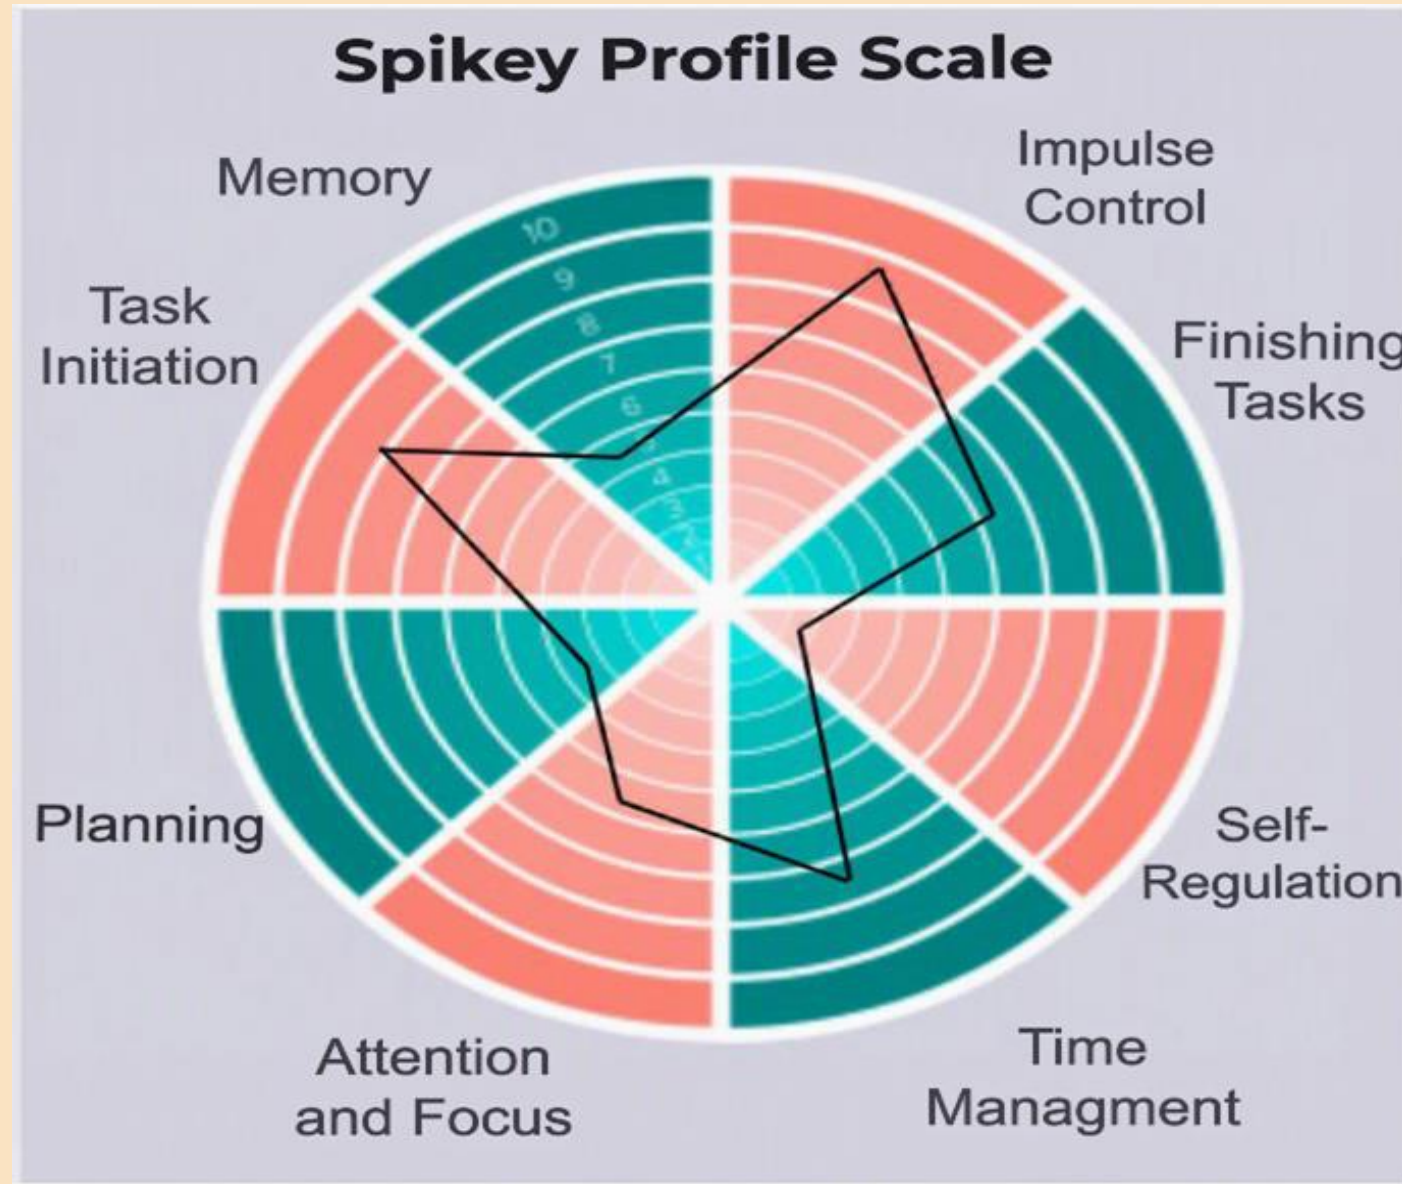 Spikey Profile Scale
Memory
Impulse
Control
Task
Initiation
Finishing
Tasks
10
9
8
7
6
4
3
Planning
Self-
Regulation
Attention
and Focus
Time
Managment